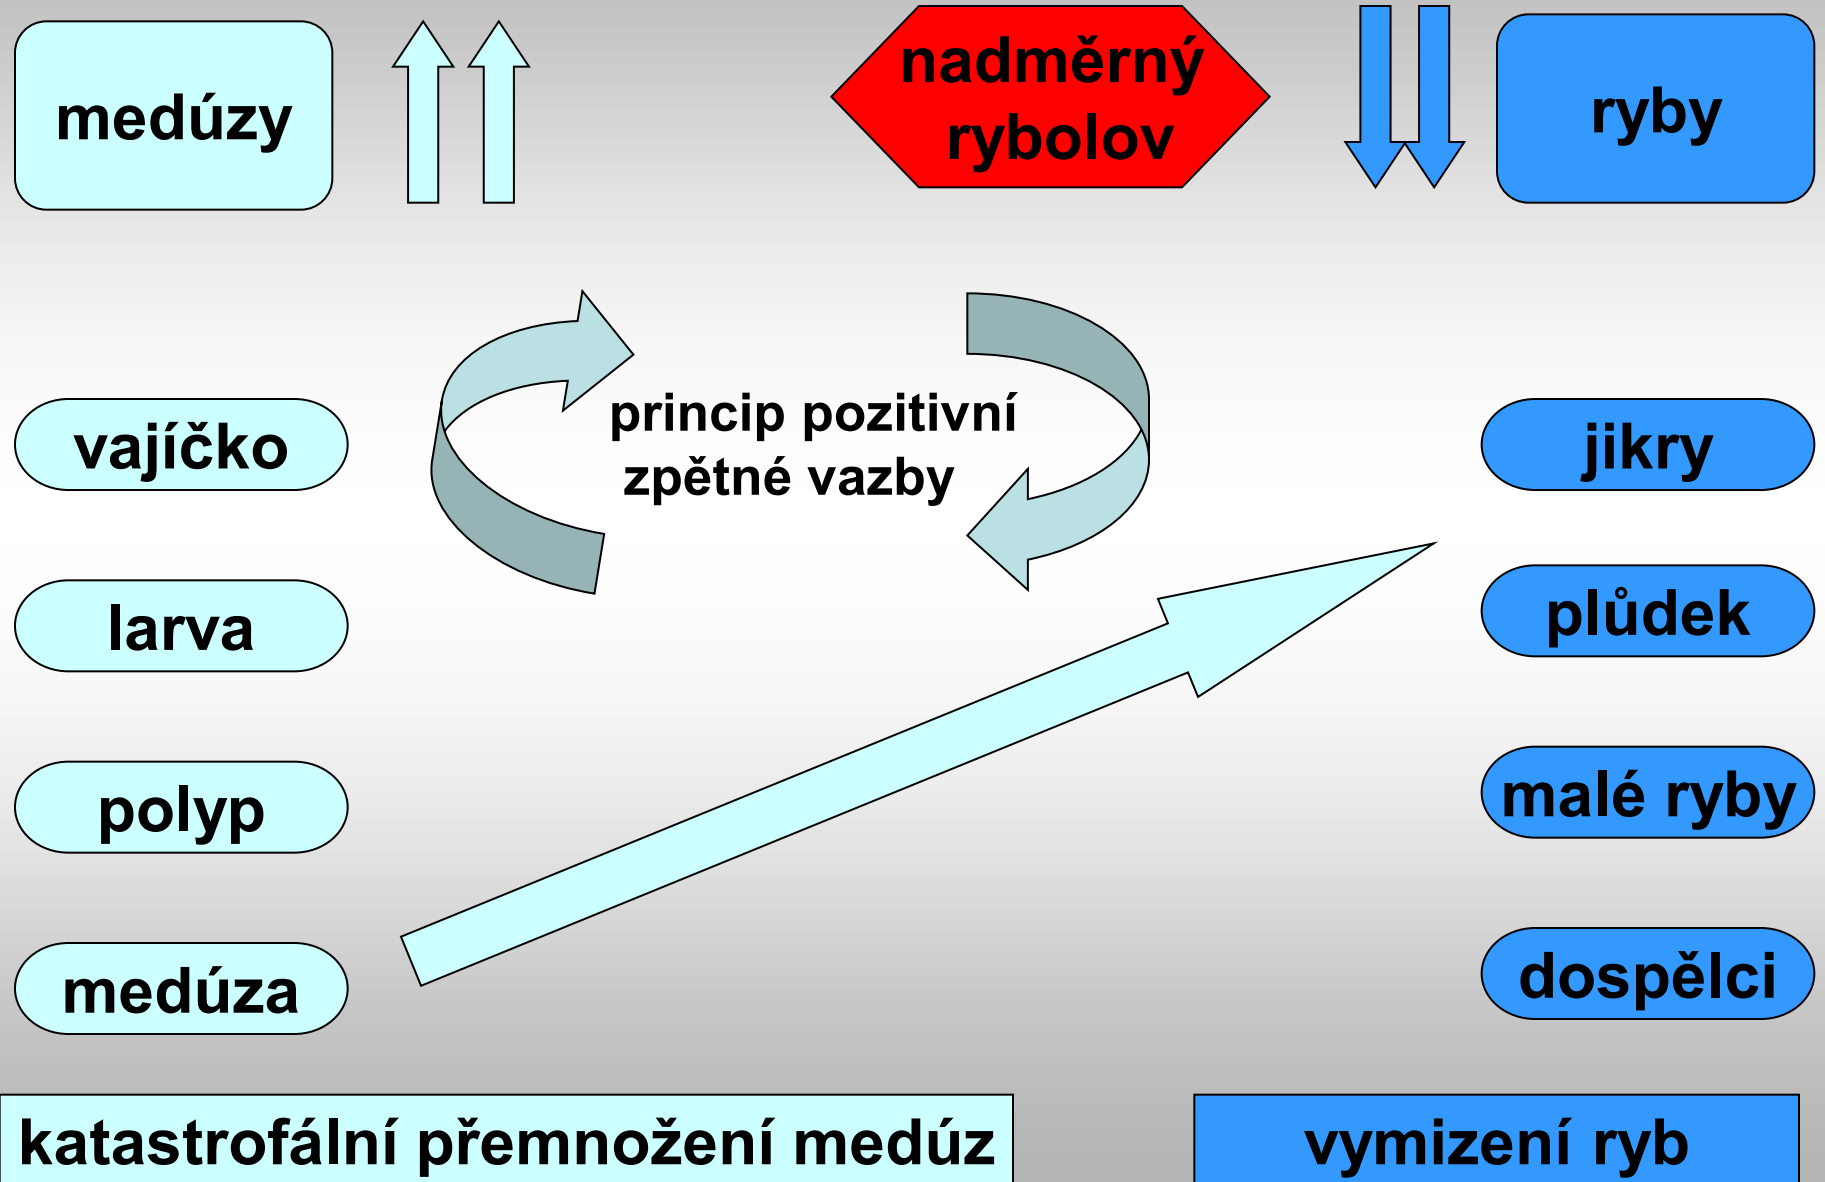 medúzy
nadměrný
rybolov
ryby
princip pozitivní
zpětné vazby
vajíčko
larva
polyp
medúza
jikry
plůdek
malé ryby
dospělci
katastrofální přemnožení medúz
vymizení ryb